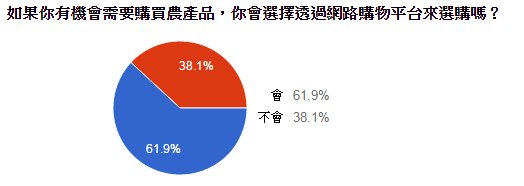 如果你有機會需要購買農產品，你會選擇透過網路購物平台來選購嗎？
38.1%
61.9%
會 61.9%
不會 38.1%